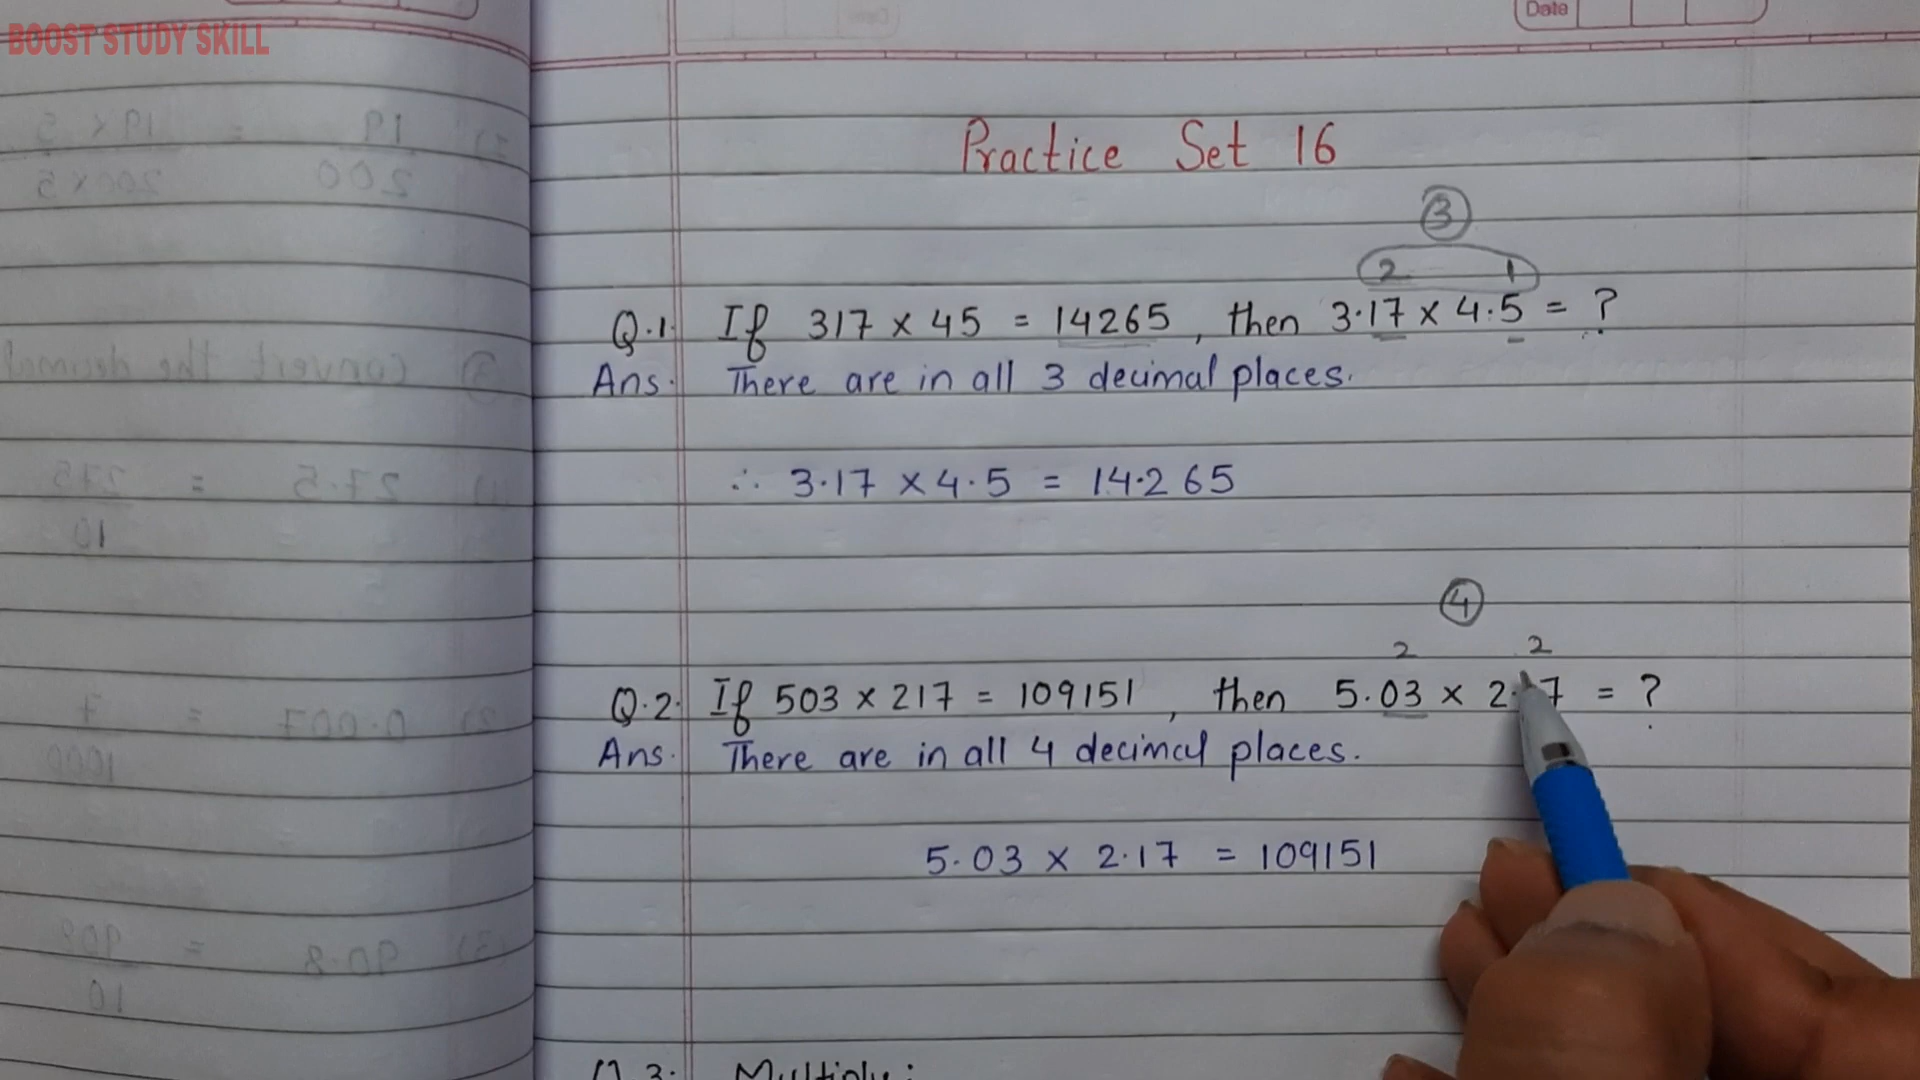 BOOST STUDY SKILL
Date
Practice Set 16
3
2 1
Q.1. If 317 × 45 = 14265, then 3.17 × 4.5 = ?
Ans. There are in all 3 decimal places.
∴ 3.17 × 4.5 = 14.265
4
2 2
Q.2. If 503 × 217 = 109151, then 5.03 × 2.17 = ?
Ans. There are in all 4 decimal places.
5.03 × 2.17 = 109151
Q.3. Multiply: